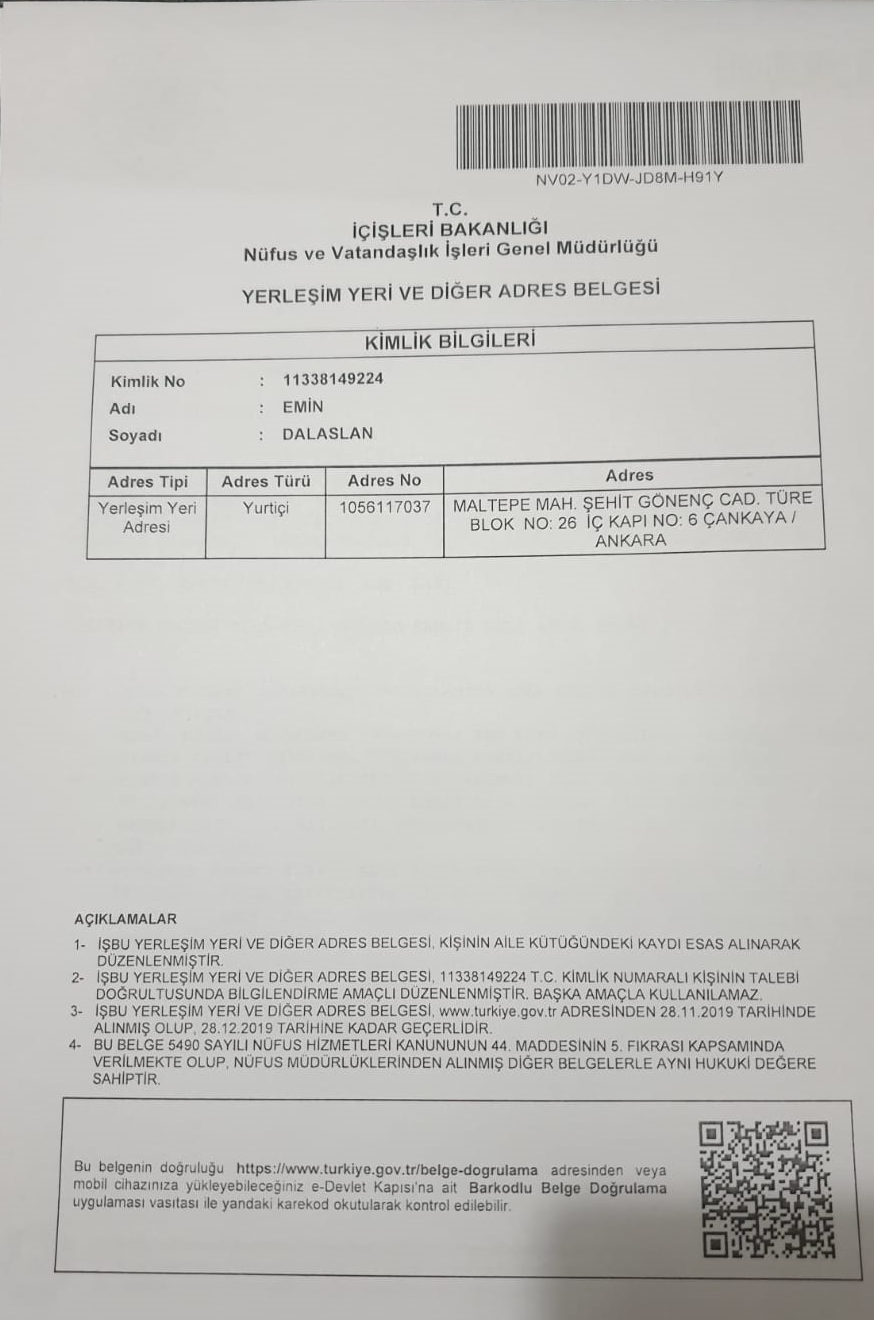 NV02-Y1DW-JD8M-H91Y
T.C.
İÇİŞLERİ BAKANLIĞI
Nüfus ve Vatandaşlık İşleri Genel Müdürlüğü
YERLEŞİM YERİ VE DİĞER ADRES BELGESİ
KİMLİK BİLGİLERİ
Kimlik No : 11338149224
Adı : EMİN
Soyadı : DALASLAN
Adres Tipi Adres Türü Adres No Adres
Yerleşim Yeri Adresi Yurtiçi 1056117037 MALTEPE MAH. ŞEHİT GÖNENÇ CAD. TÜRE
BLOK NO: 26 İÇ KAPI NO: 6 ÇANKAYA /
ANKARA
AÇIKLAMALAR
1- İŞBU YERLEŞİM YERİ VE DİĞER ADRES BELGESİ, KİŞİNİN AİLE KÜTÜĞÜNDEKİ KAYDI ESAS ALINARAK
DÜZENLENMİŞTİR.
2- İŞBU YERLEŞİM YERİ VE DİĞER ADRES BELGESİ, 11338149224 T.C. KİMLİK NUMARALI KİŞİNİN TALEBİ
DOĞRULTUSUNDA BİLGİLENDİRME AMAÇLI DÜZENLENMİŞTİR. BAŞKA AMAÇLA KULLANILAMAZ.
3- İŞBU YERLEŞİM YERİ VE DİĞER ADRES BELGESİ, www.turkiye.gov.tr ADRESİNDEN 28.11.2019 TARİHİNDE
ALINMIŞ OLUP, 28.12.2019 TARİHİNE KADAR GEÇERLİDİR.
4- BU BELGE 5490 SAYILI NÜFUS HİZMETLERİ KANUNUNUN 44. MADDESİNİN 5. FIKRASI KAPSAMINDA
VERİLMEKTE OLUP, NÜFUS MÜDÜRLÜKLERİNDEN ALINMIŞ DİĞER BELGELERLE AYNI HUKUKİ DEĞERE
SAHİPTİR.
Bu belgenin doğruluğu https://www.turkiye.gov.tr/belge-dogrulama adresinden veya
mobil cihazınıza yükleyebileceğiniz e-Devlet Kapısı'na ait Barkodlu Belge Doğrulama
uygulaması vasıtası ile yandaki karekod okutularak kontrol edilebilir.